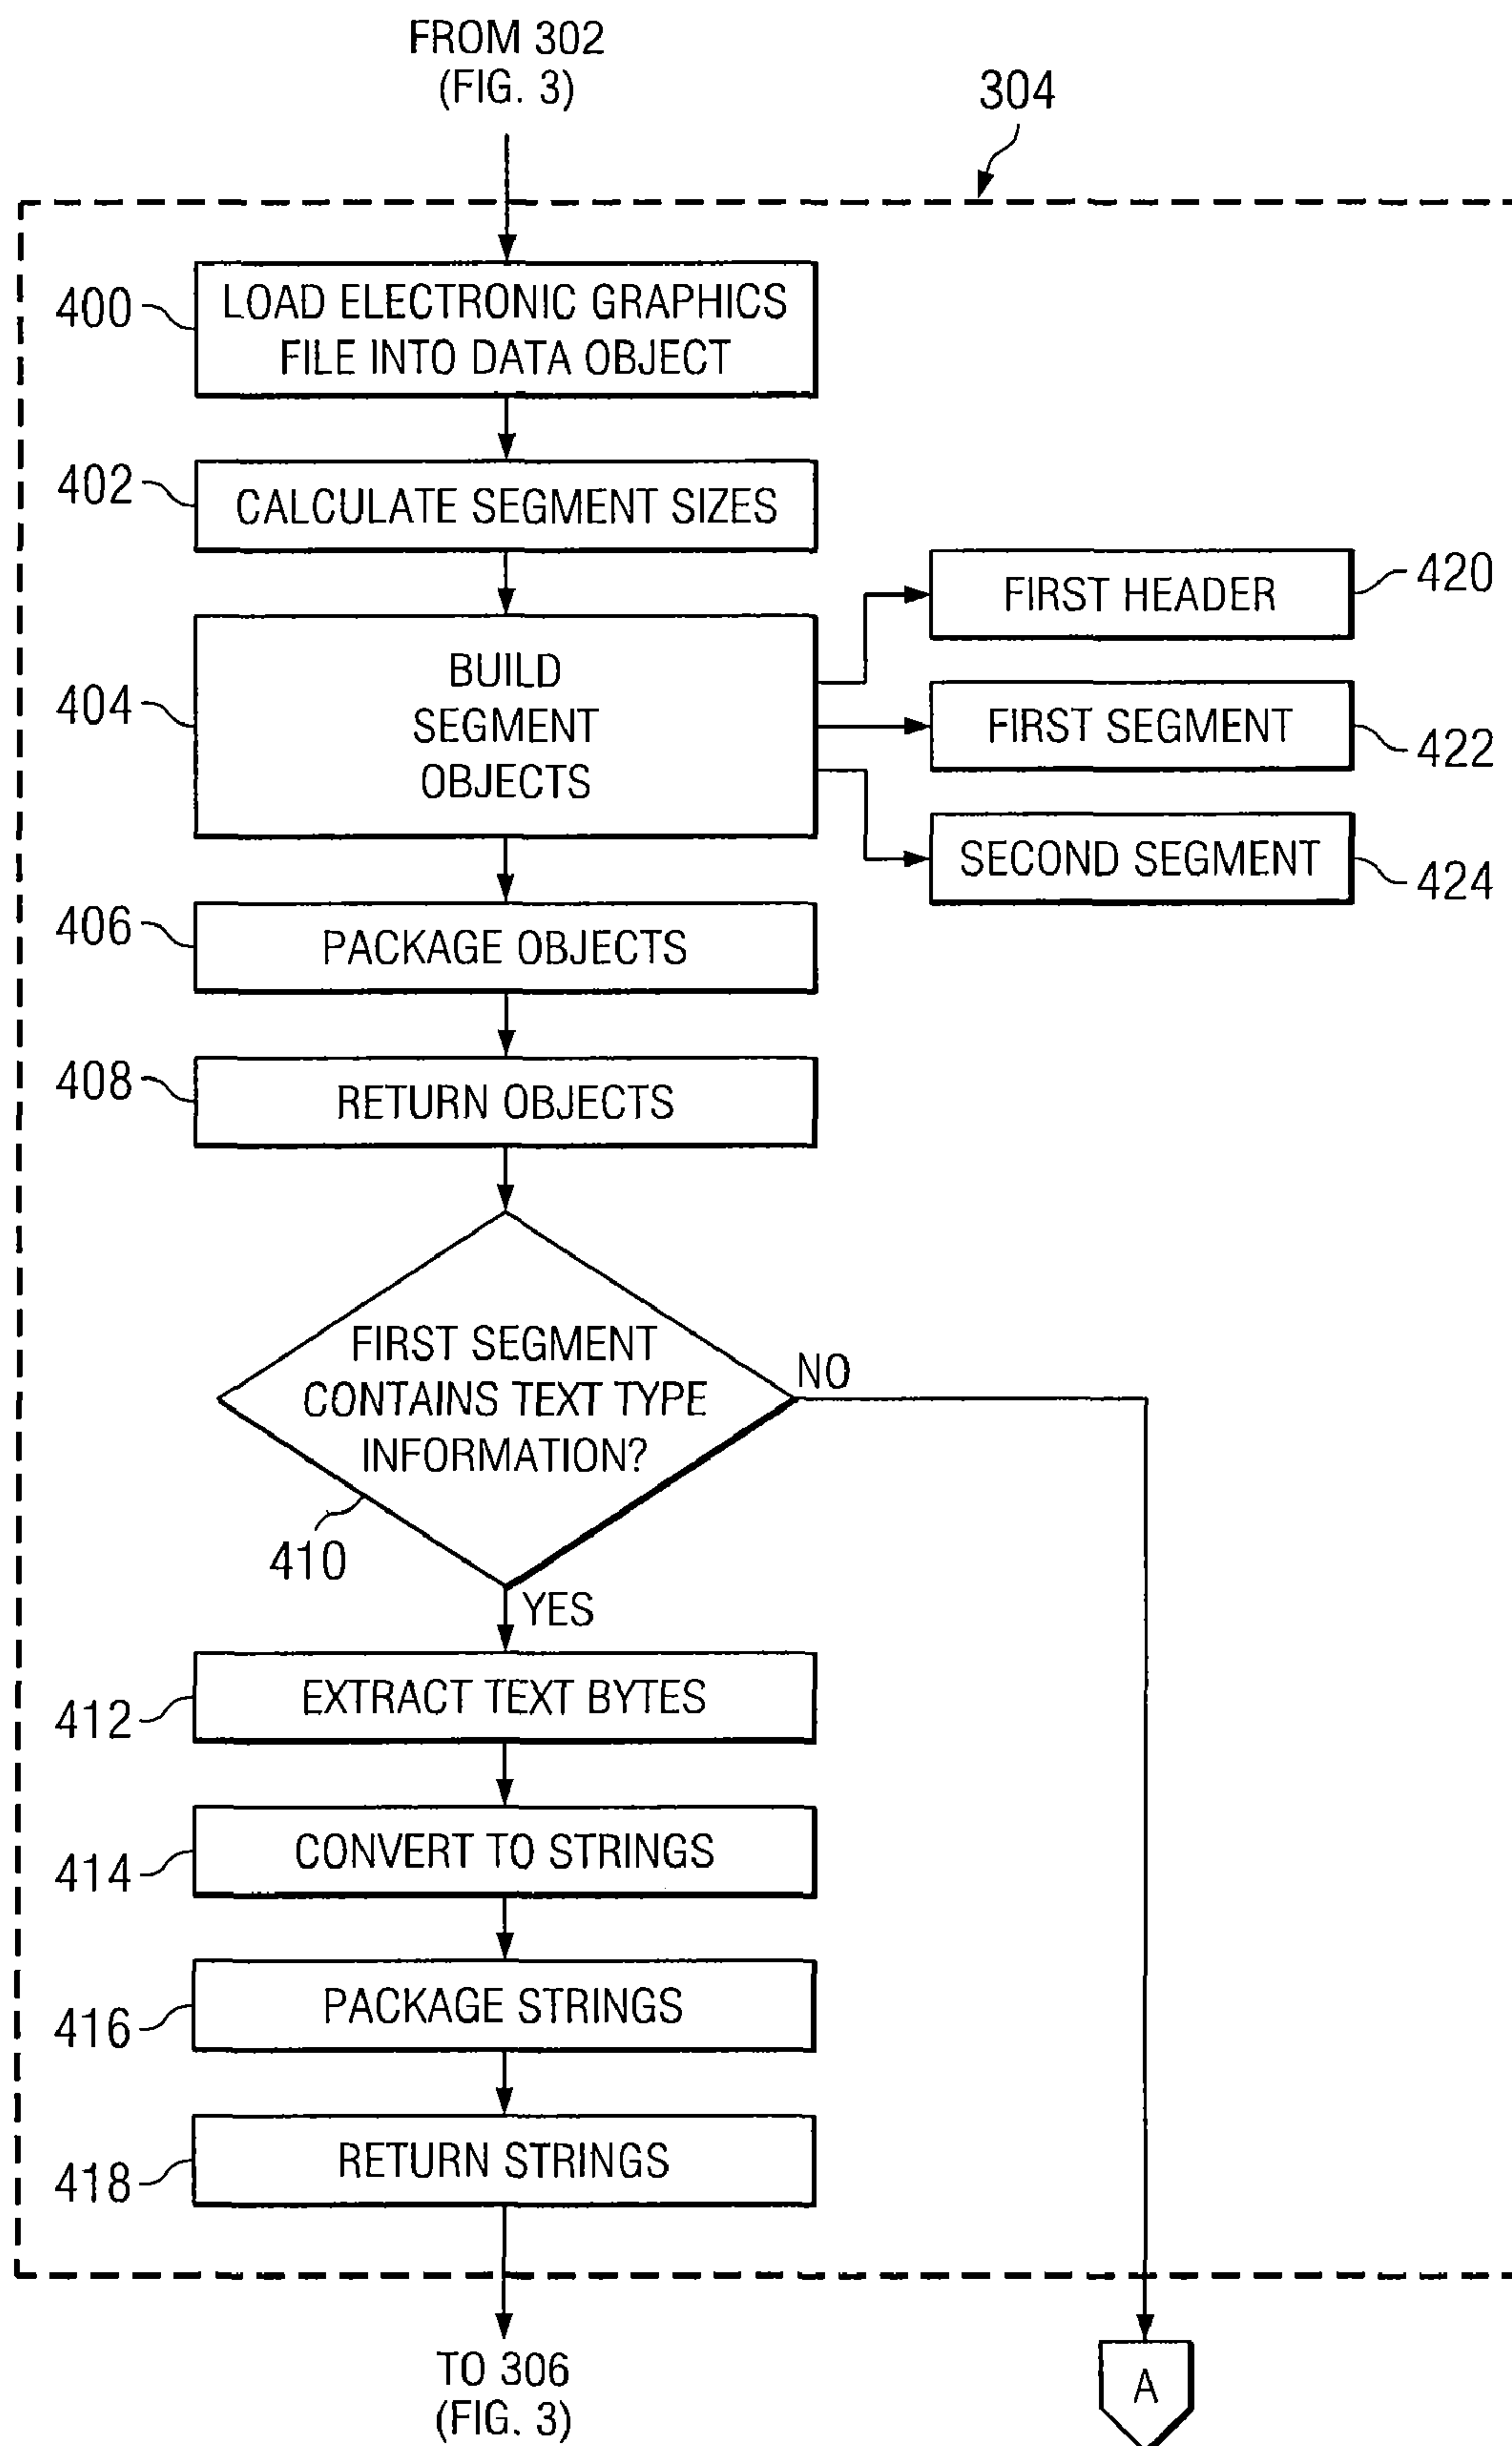 FROM 302
(FIG. 3)
304
400
LOAD ELECTRONIC GRAPHICS
FILE INTO DATA OBJECT
402
CALCULATE SEGMENT SIZES
404
BUILD
SEGMENT
OBJECTS
FIRST HEADER
420
FIRST SEGMENT
422
SECOND SEGMENT
424
406
PACKAGE OBJECTS
408
RETURN OBJECTS
FIRST SEGMENT
CONTAINS TEXT TYPE
INFORMATION?
NO
410
YES
412
EXTRACT TEXT BYTES
414
CONVERT TO STRINGS
416
PACKAGE STRINGS
418
RETURN STRINGS
TO 306
(FIG. 3)
A